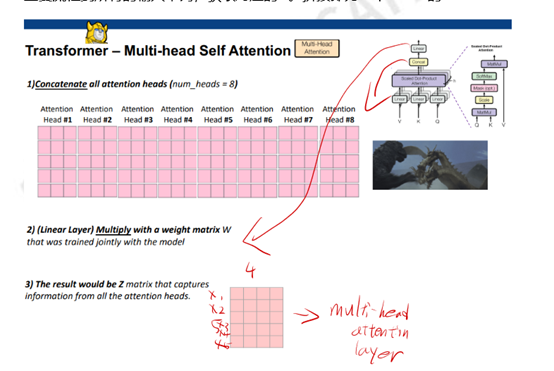 Transformer – Multi-head Self Attention
Multi-Head
Attention
1)Concatenate all attention heads (num_heads = 8)
Attention Attention Attention Attention Attention Attention Attention Attention
Head #1 Head #2 Head #3 Head #4 Head #5 Head #6 Head #7 Head #8
Linear
Concat
Scaled Dot-Product
Attention
Linear Linear Linear
V K Q
Scaled Dot-Product
Attention
MatMul
SoftMax
Mask (opt.)
Scale
MatMul
Q K V
2) (Linear Layer) Multiply with a weight matrix W
that was trained jointly with the model
4
3) The result would be Z matrix that captures
information from all the attention heads.
x1
x2
multi-head
attentin
layer